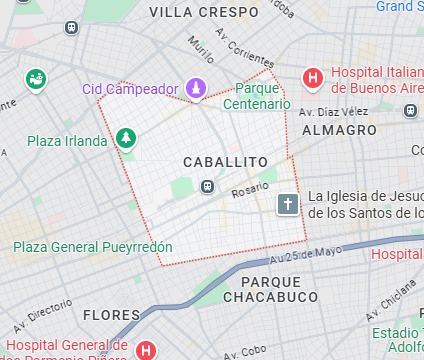 VILLA CRESPO
Grand S
órdoba
Av. Corrientes
Murillo
Hospital Italian
de Buenos Aire
Cid Campeador
Parque
Centenario
Av. Díaz Vélez
ALMAGRO
Plaza Irlanda
CABALLITO
Rosario
La Iglesia de Jesuc
de los Santos de lo
Plaza General Pueyrredón
Au 25 de Mayo
Hospital
PARQUE
CHACABUCO
Av. Directorio
FLORES
Av. Chiclana
Hospital General de
Av. Cobo
Estadio T
Adolfo